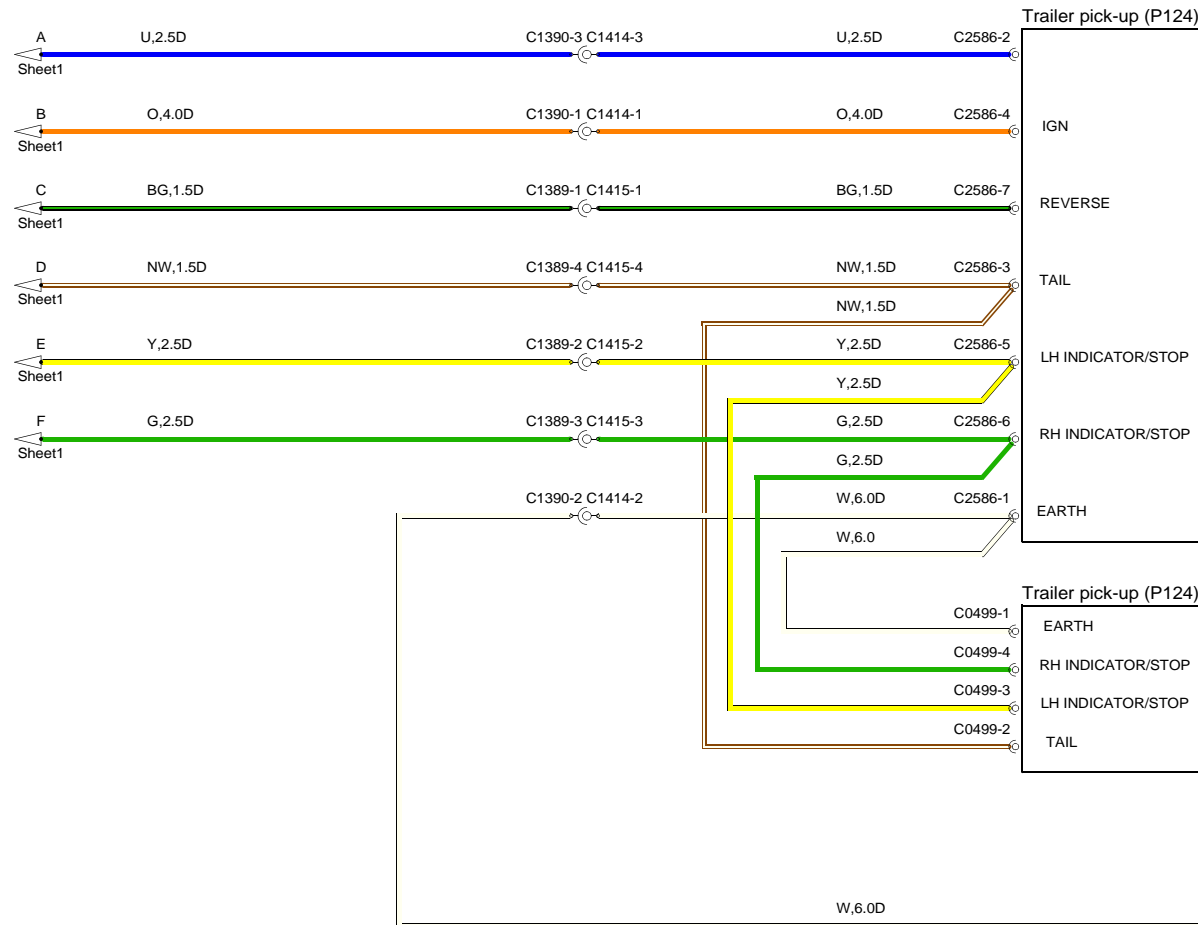 Trailer pick-up (P124)
A U,2.5D C1390-3 C1414-3 U,2.5D C2586-2
Sheet1
B O,4.0D C1390-1 C1414-1 O,4.0D C2586-4
IGN
Sheet1
C BG,1.5D C1389-1 C1415-1 BG,1.5D C2586-7
REVERSE
Sheet1
D NW,1.5D C1389-4 C1415-4 NW,1.5D C2586-3
TAIL
Sheet1
NW,1.5D
E Y,2.5D C1389-2 C1415-2 Y,2.5D C2586-5
LH INDICATOR/STOP
Sheet1
Y,2.5D
F G,2.5D C1389-3 C1415-3 G,2.5D C2586-6
RH INDICATOR/STOP
Sheet1
G,2.5D
C1390-2 C1414-2 W,6.0D C2586-1
EARTH
W,6.0
Trailer pick-up (P124)
C0499-1
EARTH
C0499-4
RH INDICATOR/STOP
C0499-3
LH INDICATOR/STOP
C0499-2
TAIL
W,6.0D